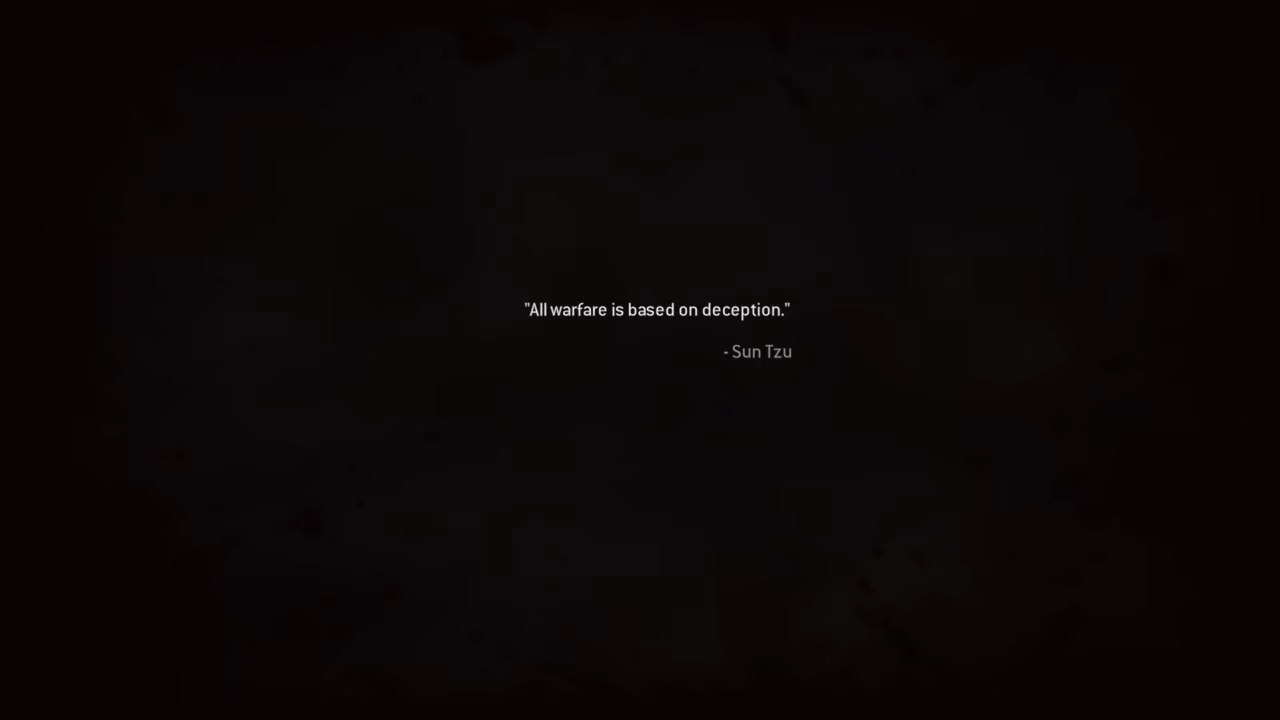 "All warfare is based on deception."
- Sun Tzu